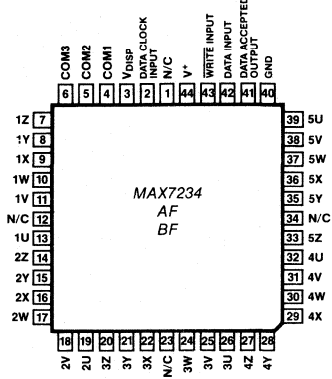 COM3
COM2
COM1
VDISP
DATA CLOCK
INPUT
N/C
V+
WRITE INPUT
DATA INPUT
DATA ACCEPTED
OUTPUT
GND
6 5 4 3 2 1 44 43 42 41 40
1Z 7
1Y 8
1X 9
1W 10
1V 11
N/C 12
1U 13
2Z 14
2Y 15
2X 16
2W 17
MAX7234
AF
BF
39 5U
38 5V
37 5W
36 5X
35 5Y
34 N/C
33 5Z
32 4U
31 4V
30 4W
29 4X
18 19 20 21 22 23 24 25 26 27 28
2V
2U
3Z
3Y
3X
N/C
3W
3V
3U
4Z
4Y